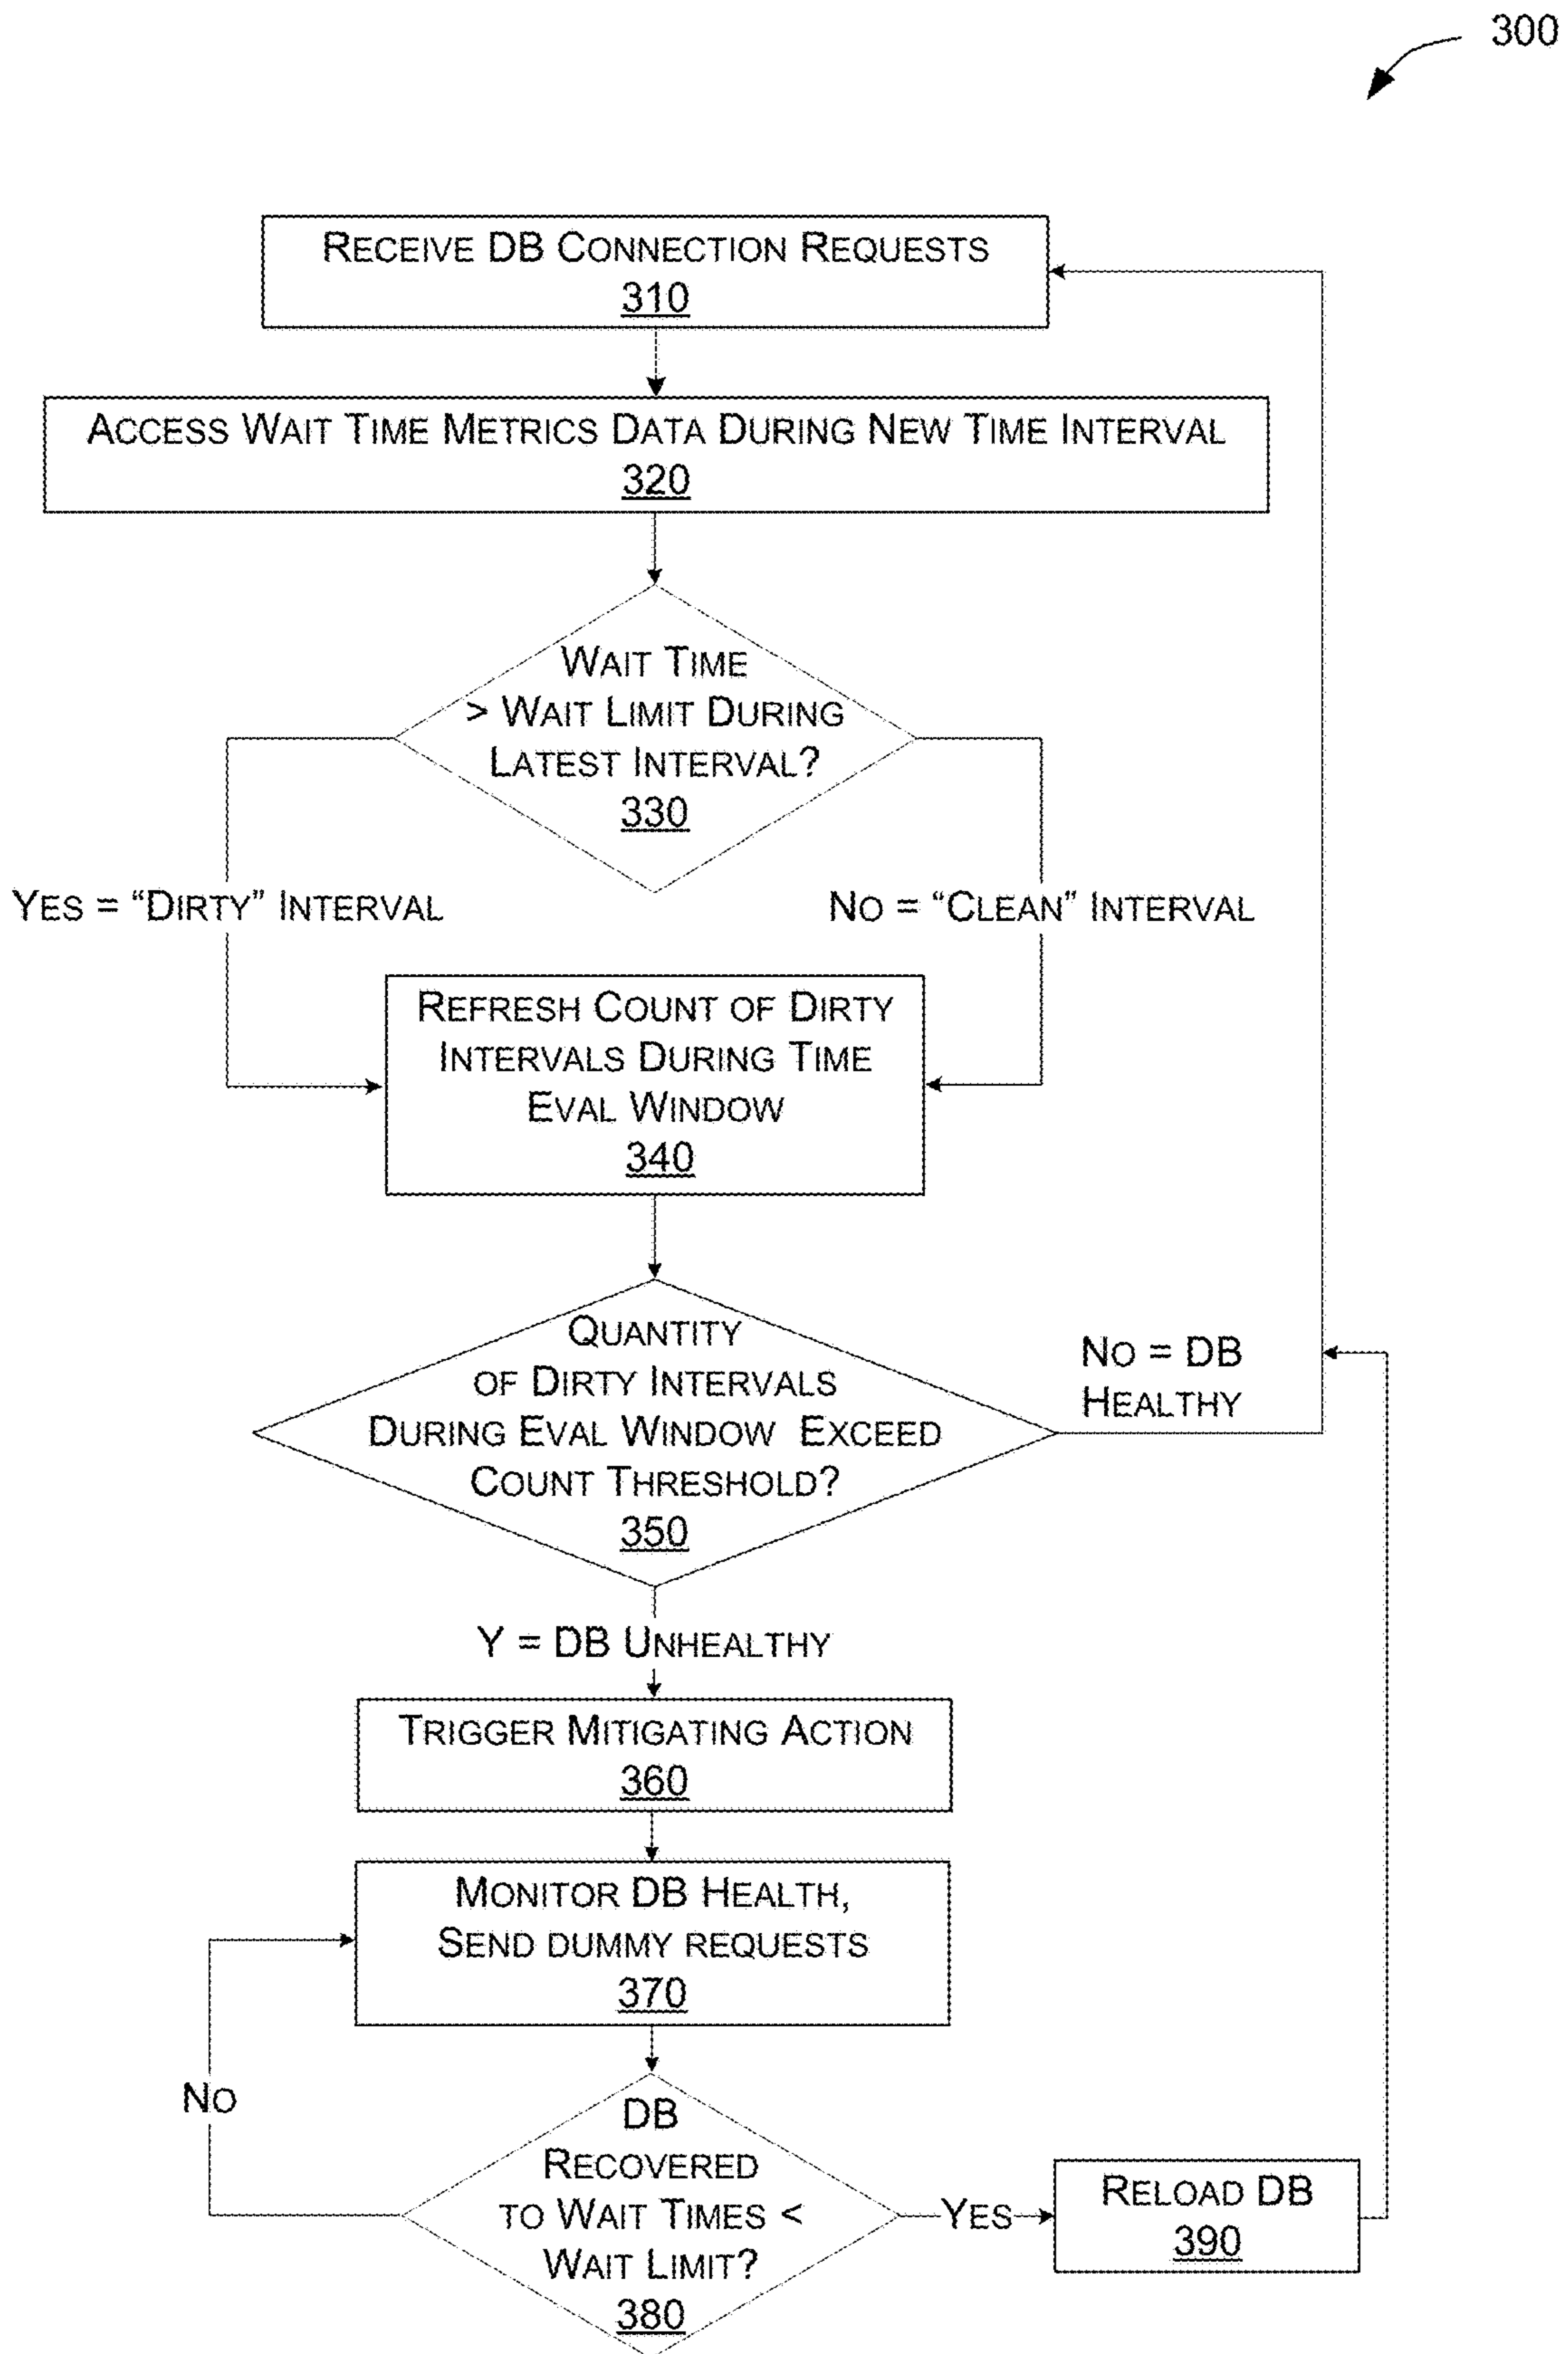 300
RECEIVE DB CONNECTION REQUESTS
310
ACCESS WAIT TIME METRICS DATA DURING NEW TIME INTERVAL
320
WAIT TIME
> WAIT LIMIT DURING
LATEST INTERVAL?
330
YES = “DIRTY” INTERVAL
NO = “CLEAN” INTERVAL
REFRESH COUNT OF DIRTY
INTERVALS DURING TIME
EVAL WINDOW
340
QUANTITY
OF DIRTY INTERVALS
DURING EVAL WINDOW EXCEED
COUNT THRESHOLD?
350
NO = DB
HEALTHY
Y = DB UNHEALTHY
TRIGGER MITIGATING ACTION
360
MONITOR DB HEALTH,
SEND DUMMY REQUESTS
370
NO
DB
RECOVERED
TO WAIT TIMES <
WAIT LIMIT?
380
YES
RELOAD DB
390